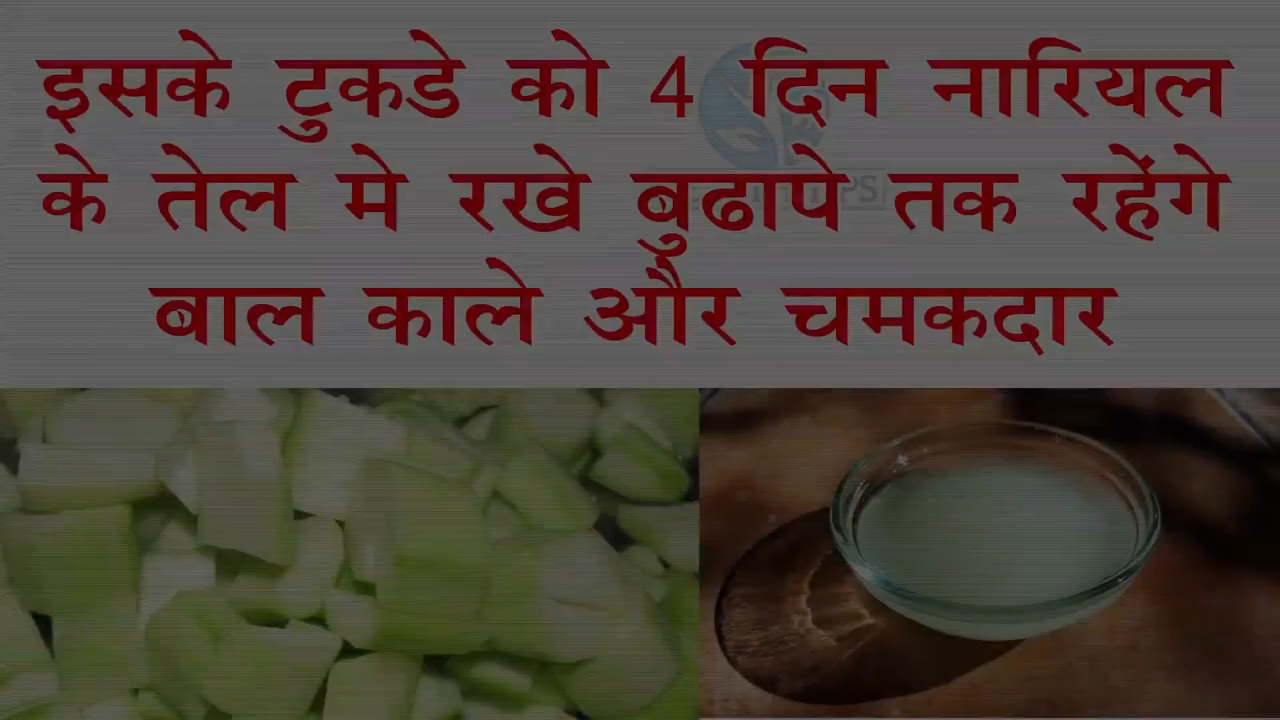 इसके टुकडे को 4 दिन नारियल
के तेल मे रखे बुढापे तक रहेंगे
बाल काले और चमकदार